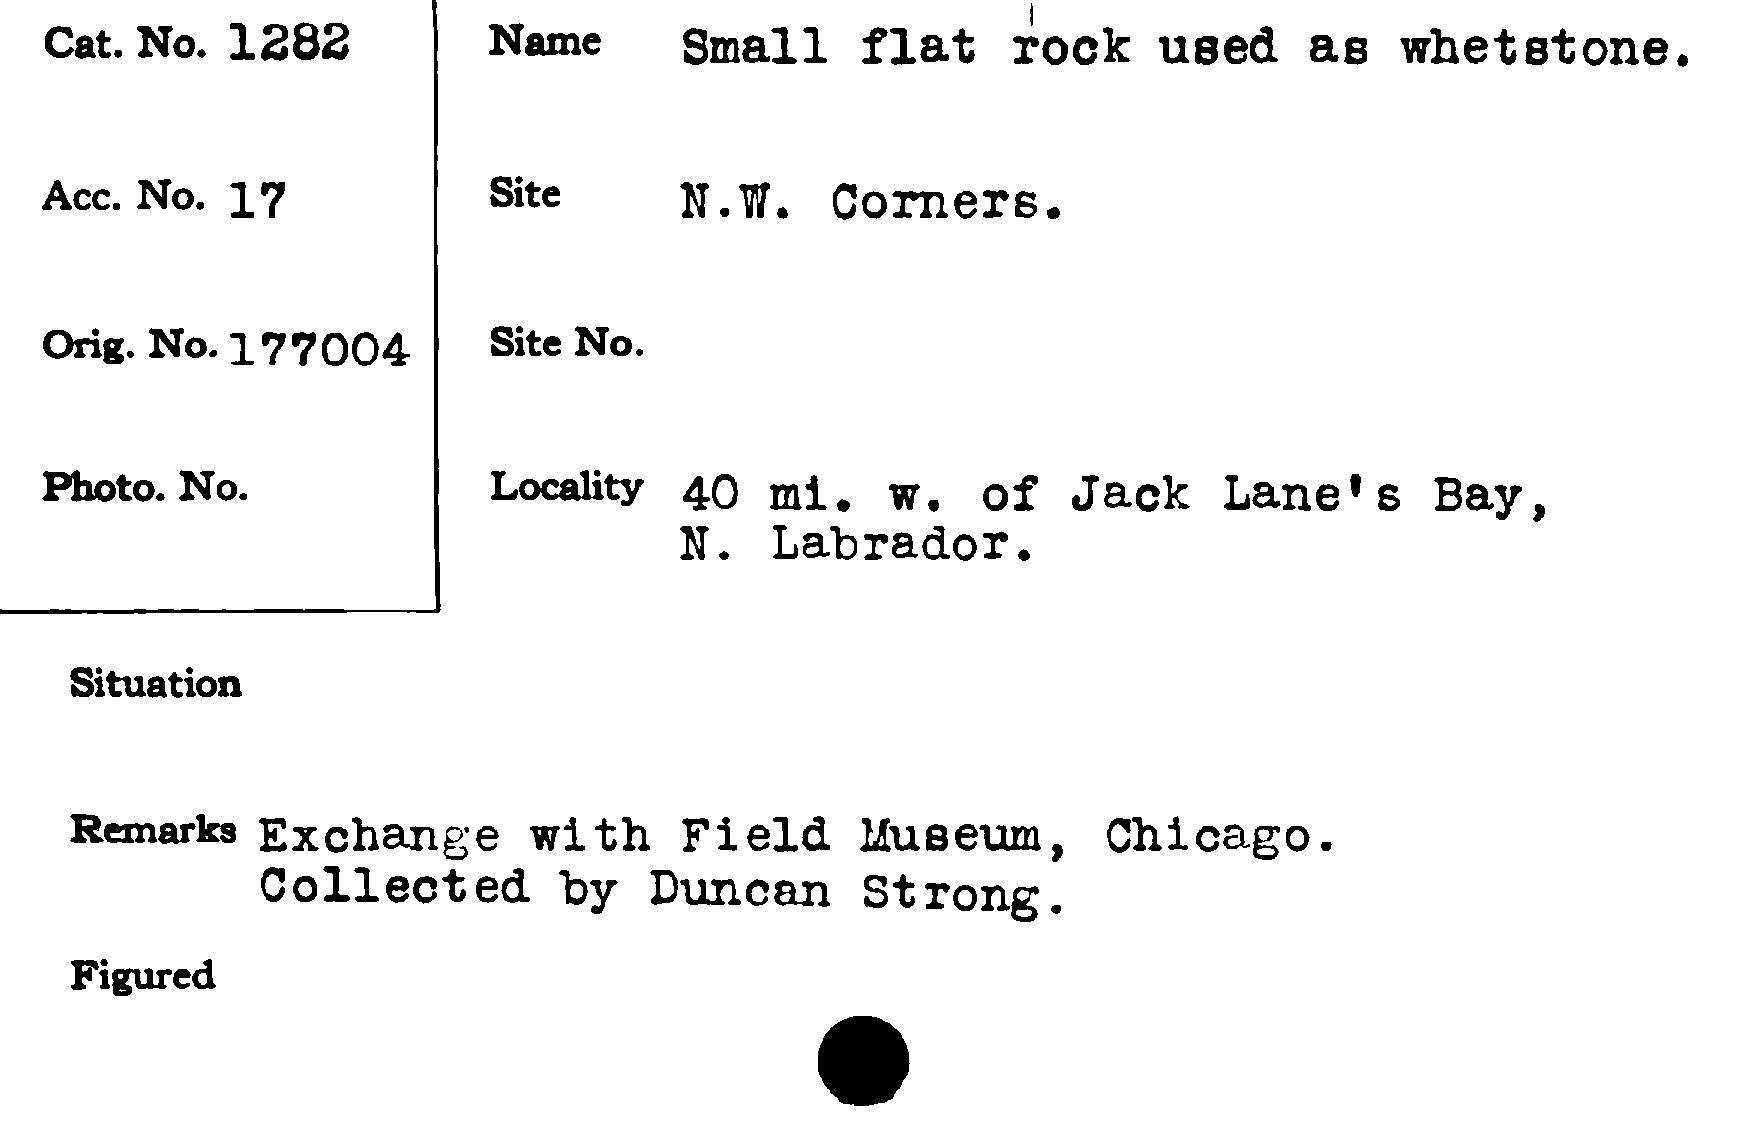 Cat. No. 1282
Name Small flat rock used as whetstone.
Acc. No. 17
Site N.W. Corners.
Orig. No. 177004
Site No.
Photo. No.
Locality 40 mi. w. of Jack Lane's Bay,
N. Labrador.
Situation
Remarks Exchange with Field Museum, Chicago.
Collected by Duncan Strong.
Figured